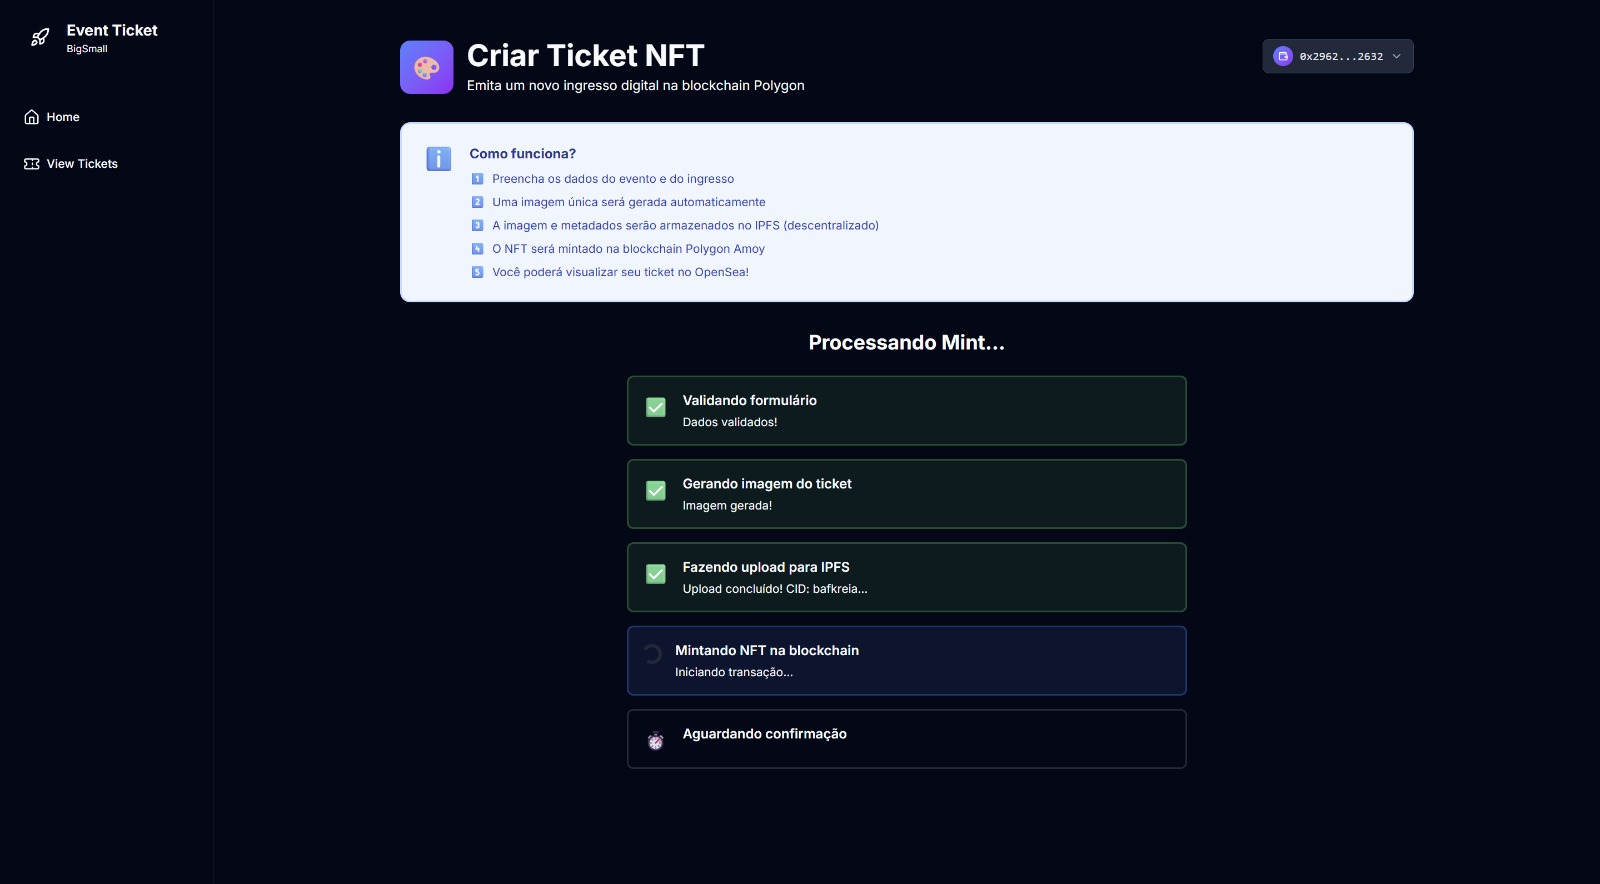 Event Ticket
BigSmall
Home
View Tickets
Criar Ticket NFT
Emita um novo ingresso digital na blockchain Polygon
0x2962...2632
i
Como funciona?
1 Preencha os dados do evento e do ingresso
2 Uma imagem única será gerada automaticamente
3 A imagem e metadados serão armazenados no IPFS (descentralizado)
4 O NFT será mintado na blockchain Polygon Amoy
5 Você poderá visualizar seu ticket no OpenSea!
Processando Mint...
Validando formulário
Dados validados!
Gerando imagem do ticket
Imagem gerada!
Fazendo upload para IPFS
Upload concluído! CID: bafkreia...
Mintando NFT na blockchain
Iniciando transação...
Aguardando confirmação